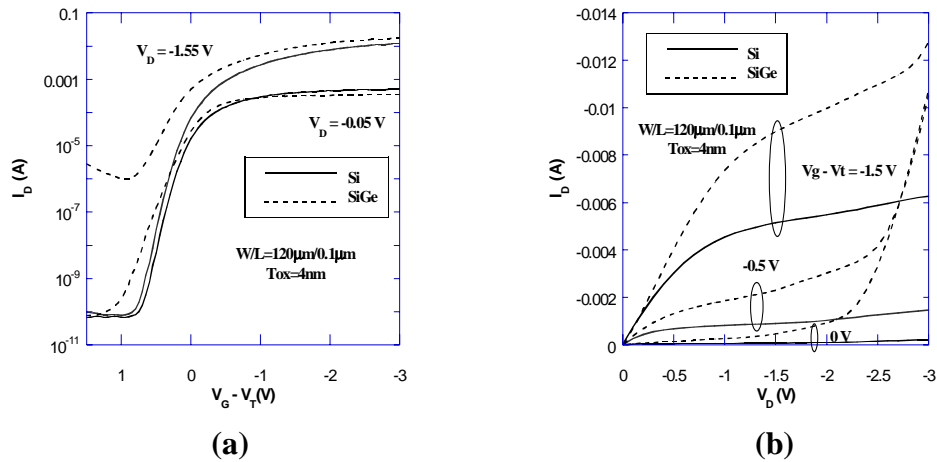 0.1
0.001
10-5
10-7
10-9
10-11
I_D (A)
V_D = -1.55 V
V_D = -0.05 V
Si
SiGe
W/L=120µm/0.1µm
Tox=4nm
1 0 -1 -2 -3
V_G - V_T(V)
(a)
-0.014
-0.012
-0.01
-0.008
-0.006
-0.004
-0.002
0
I_D (A)
Si
SiGe
W/L=120µm/0.1µm
Tox=4nm
Vg - Vt = -1.5 V
-0.5 V
0 V
0 -0.5 -1 -1.5 -2 -2.5 -3
V_D (V)
(b)